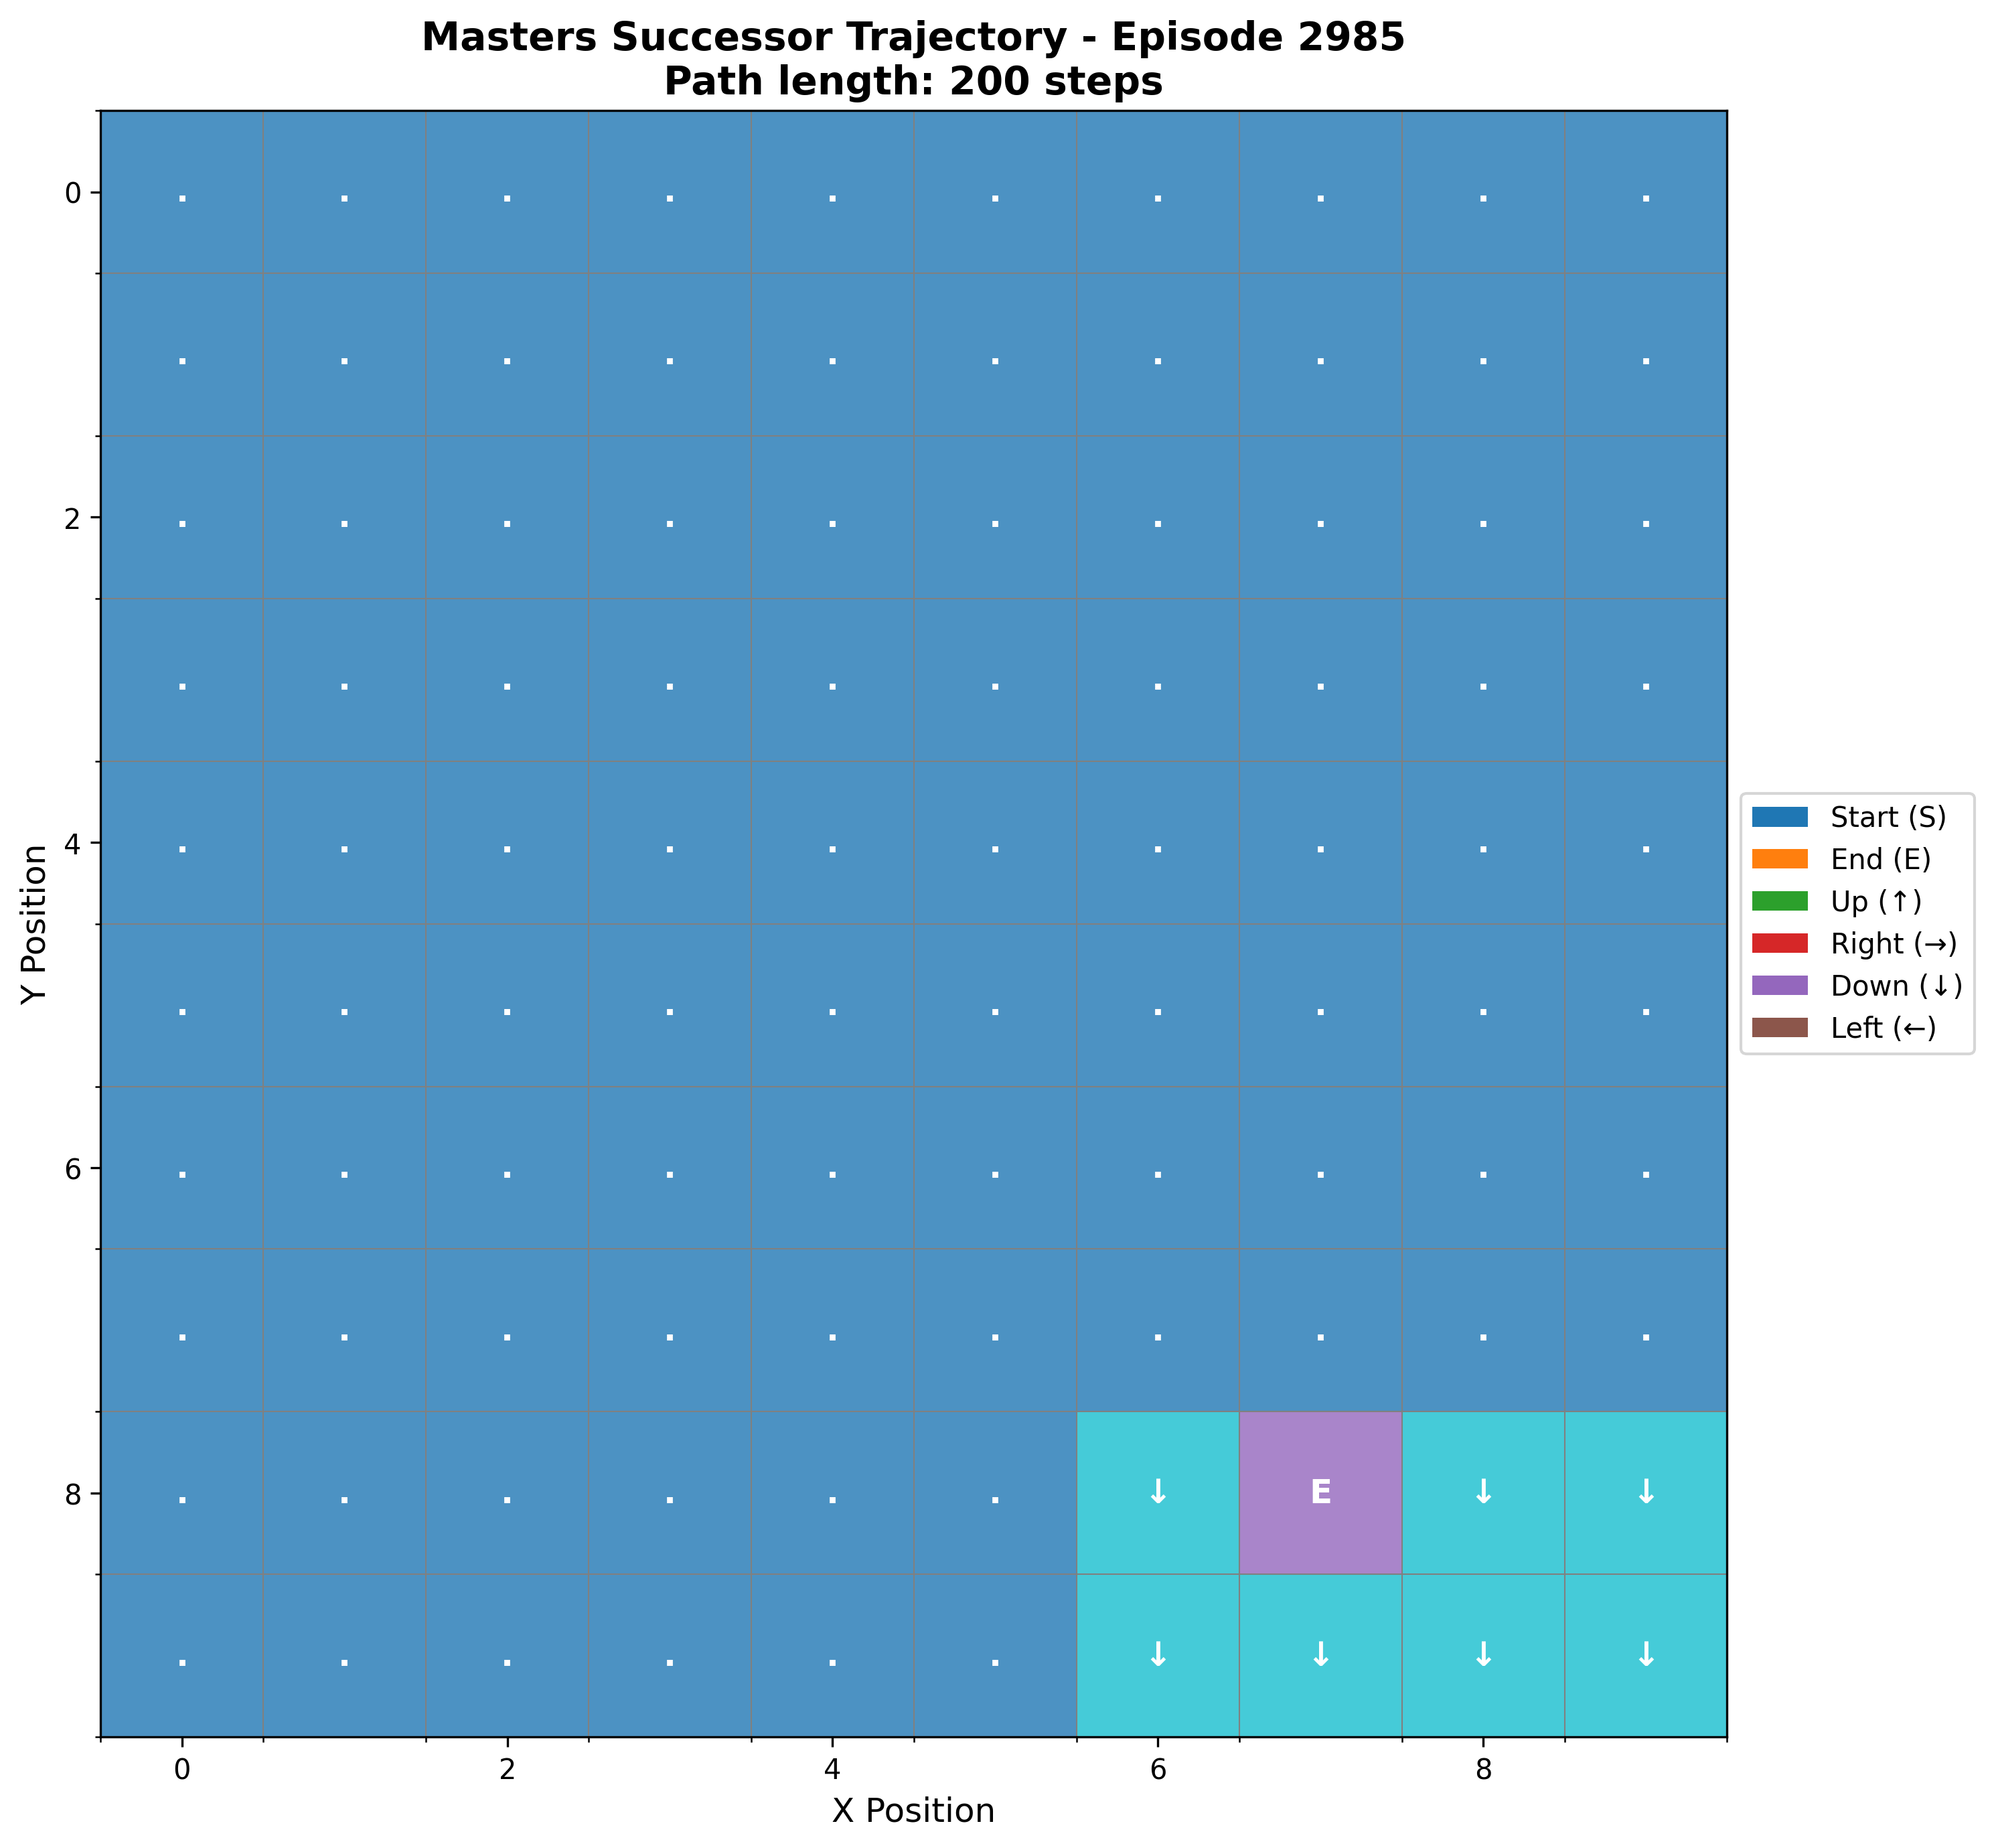 Masters Successor Trajectory - Episode 2985
Path length: 200 steps
0
2
4
6
8
Y Position
↓ E ↓ ↓
↓ ↓ ↓ ↓
0 2 4 6 8
X Position
Start (S)
End (E)
Up (↑)
Right (→)
Down (↓)
Left (←)